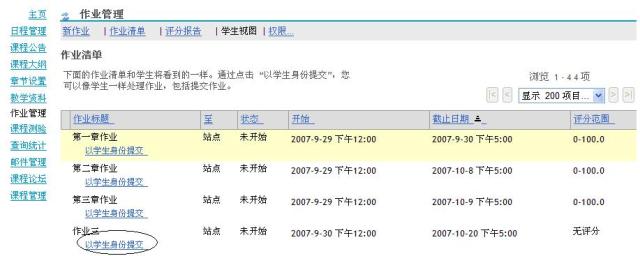 主页
日程管理
课程公告
课程大纲
章节设置
教学资料
作业管理
课程测验
查询统计
邮件管理
课程论坛
课程管理
作业管理
新作业 | 作业清单 | 评分报告 | 学生视图 | 权限...
作业清单
下面的作业清单和学生将看到的一样。通过点击 “以学生身份提交”，您
可以像学生一样处理作业，包括提交作业。
浏览 1 - 4 4 项
|< < 显示 200 项目... > >|
作业标题 至 状态 开始 截止日期 评分范围
第一章作业 站点 未开始 2007-9-29 下午12:00 2007-9-30 下午5:00 0-100.0
以学生身份提交
第二章作业 站点 未开始 2007-9-29 下午12:00 2007-10-8 下午5:00 0-100.0
以学生身份提交
第三章作业 站点 未开始 2007-9-29 下午12:00 2007-10-9 下午5:00 0-100.0
以学生身份提交
作业三 站点 未开始 2007-9-30 下午12:00 2007-10-20 下午5:00 无评分
以学生身份提交